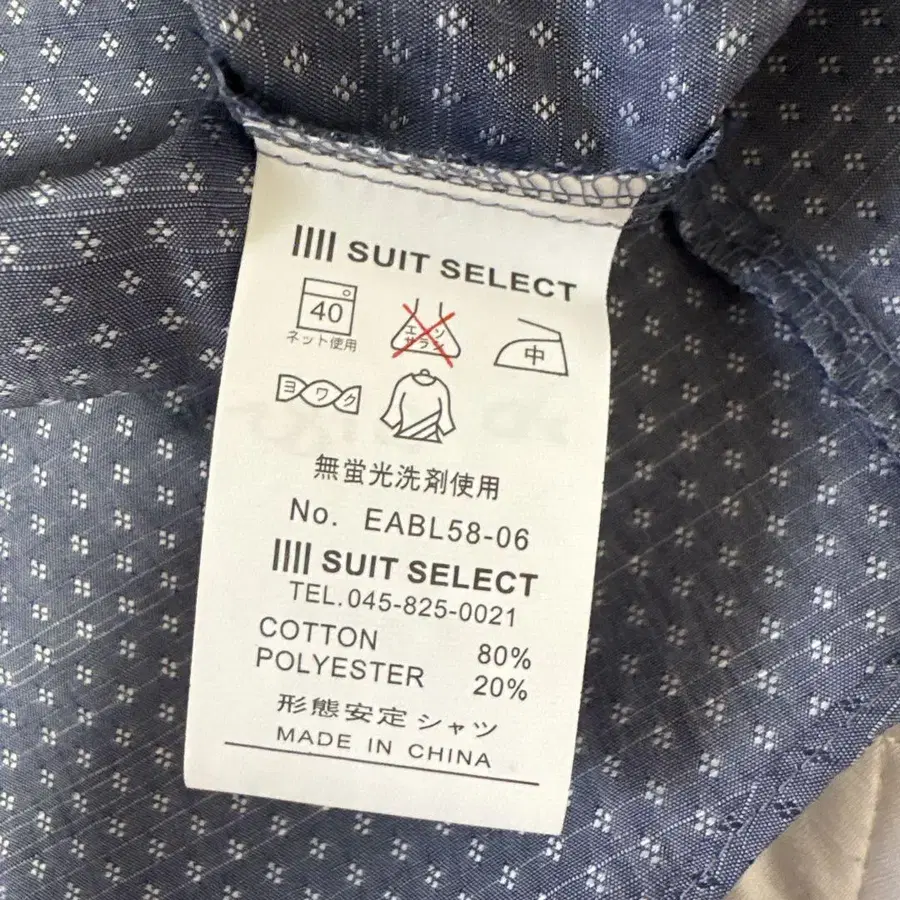 SUIT SELECT
40
ネット使用
エンソ
サラシ
中
ヨワク
無蛍光洗剤使用
No. EABL58-06
SUIT SELECT
TEL.045-825-0021
COTTON 80%
POLYESTER 20%
形態安定シャツ
MADE IN CHINA